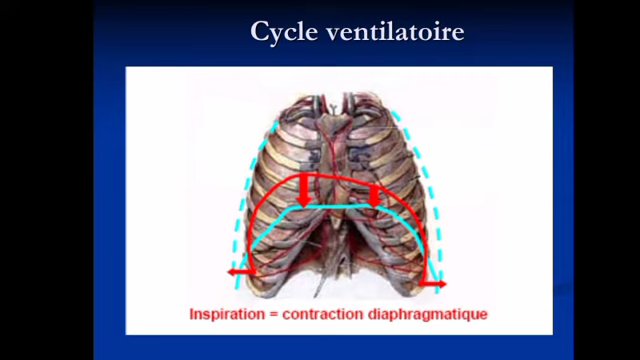 Cycle ventilatoire
Inspiration = contraction diaphragmatique